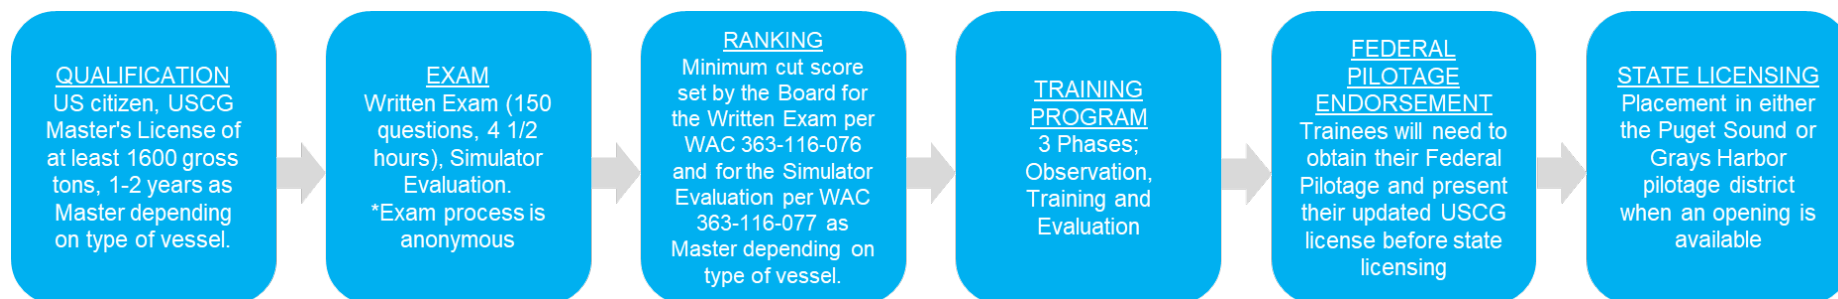 QUALIFICATION
US citizen, USCG
Master's License of
at least 1600 gross
tons, 1-2 years as
Master depending
on type of vessel.
EXAM
Written Exam (150
questions, 4 1/2
hours), Simulator
Evaluation.
*Exam process is
anonymous
RANKING
Minimum cut score
set by the Board for
the Written Exam per
WAC 363-116-076
and for the Simulator
Evaluation per WAC
363-116-077 as
Master depending on
type of vessel.
TRAINING
PROGRAM
3 Phases;
Observation,
Training and
Evaluation
FEDERAL
PILOTAGE
ENDORSEMENT
Trainees will need to
obtain their Federal
Pilotage and present
their updated USCG
license before state
licensing
STATE LICENSING
Placement in either
the Puget Sound or
Grays Harbor
pilotage district
when an opening is
available